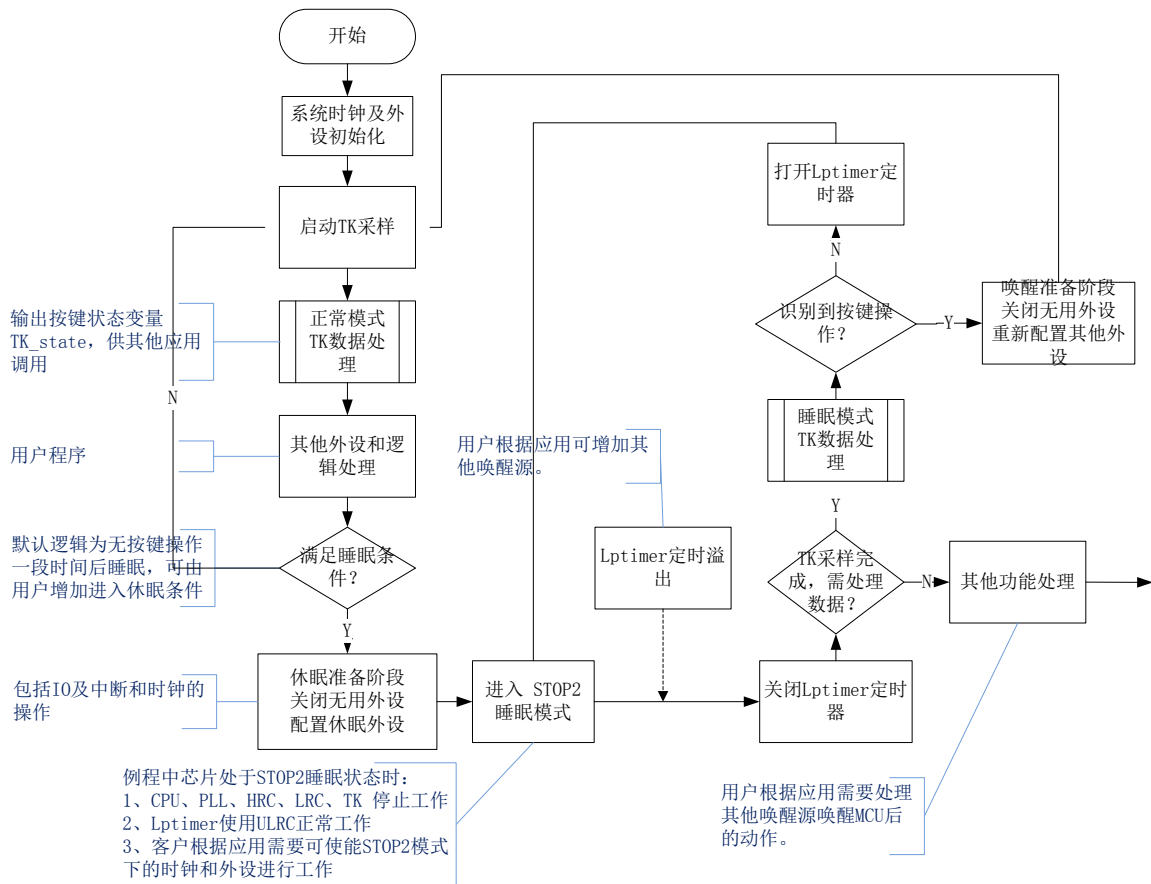 开始
系统时钟及外
设初始化
启动TK采样
输出按键状态变量
TK_state，供其他应用
调用
正常模式
TK数据处
理
N
用户程序
其他外设和逻
辑处理
默认逻辑为无按键操作
一段时间后睡眠，可由
用户增加进入休眠条件
满足睡眠条
件？
Y
包括IO及中断和时钟的
操作
休眠准备阶段
关闭无用外设
配置休眠外设
进入 STOP2
睡眠模式
例程中芯片处于STOP2睡眠状态时：
1、CPU、PLL、HRC、LRC、TK 停止工作
2、Lptimer使用ULRC正常工作
3、客户根据应用需要可使能STOP2模式
下的时钟和外设进行工作
用户根据应用可增加其
他唤醒源。
Lptimer定时溢
出
关闭Lptimer定时
器
TK采样完
成，需处理
数据？
N
其他功能处理
用户根据应用需要处理
其他唤醒源唤醒MCU后
的动作。
Y
睡眠模式
TK数据处
理
识别到按键操
作？
Y
唤醒准备阶段
关闭无用外设
重新配置其他外
设
N
打开Lptimer定
时器